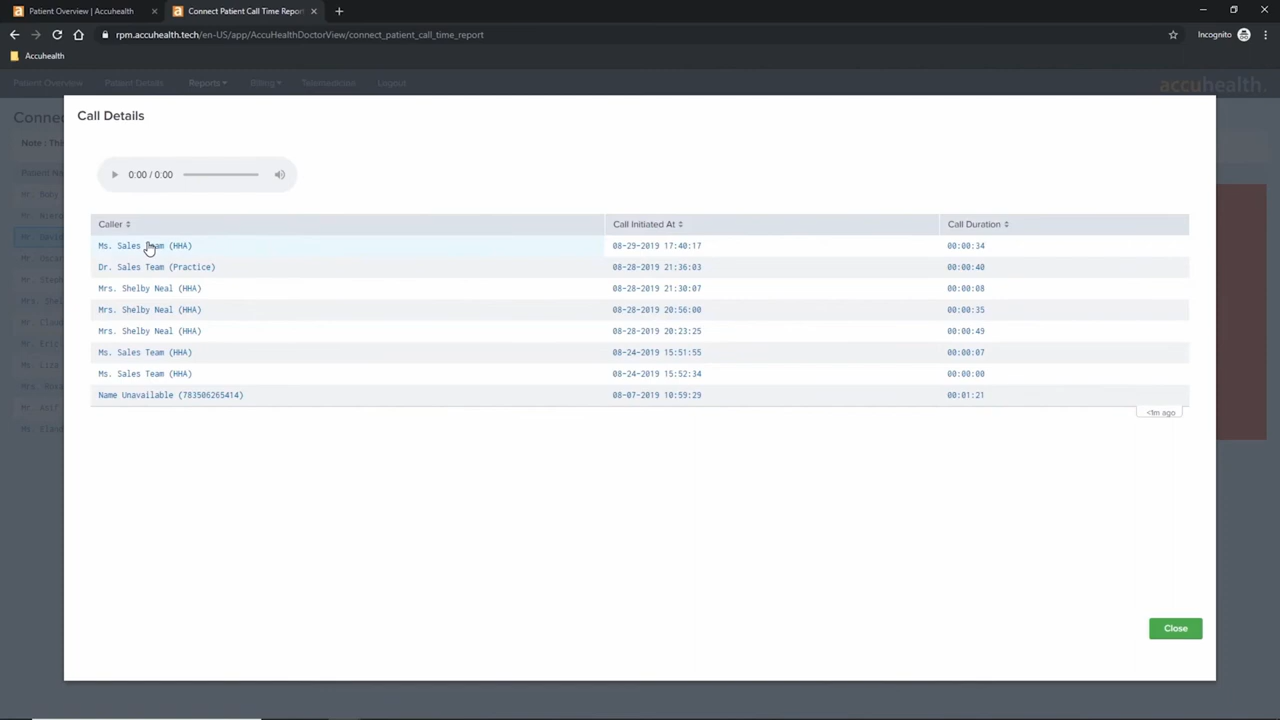 Patient Overview | Accuhealth
Connect Patient Call Time Repor
rpm.accuhealth.tech/en-US/app/AccuHealthDoctorView/connect_patient_call_time_report
Incognito
Accuhealth
Patient Overview Patient Details Reports Billing Telemedicine Logout
accuhealth.
Connec
Call Details
Note : Thi
0:00 / 0:00
Patient Na
Caller Call Initiated At Call Duration
Ms. Sales Team (HHA) 08-29-2019 17:40:17 00:00:34
Dr. Sales Team (Practice) 08-28-2019 21:36:03 00:00:40
Mrs. Shelby Neal (HHA) 08-28-2019 21:30:07 00:00:08
Mrs. Shelby Neal (HHA) 08-28-2019 20:56:00 00:00:35
Mrs. Shelby Neal (HHA) 08-28-2019 20:23:25 00:00:49
Ms. Sales Team (HHA) 08-24-2019 15:51:55 00:00:07
Ms. Sales Team (HHA) 08-24-2019 15:52:34 00:00:00
Name Unavailable (783506265414) 08-07-2019 10:59:29 00:01:21
<1m ago
Close